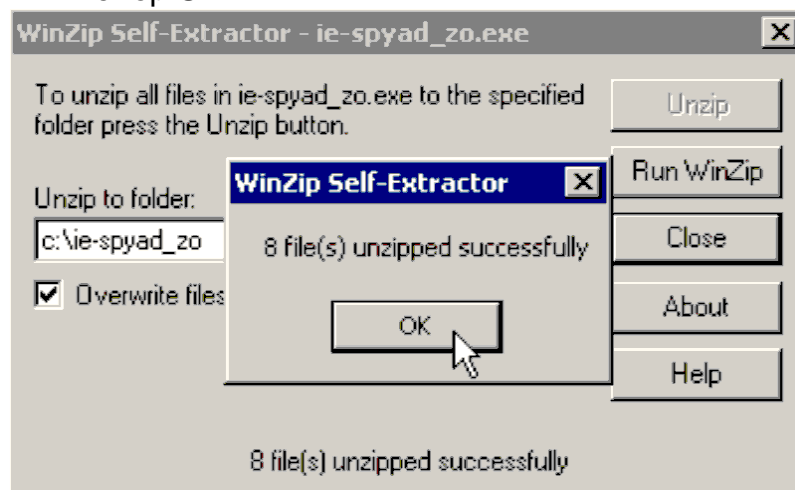 WinZip Self-Extractor - ie-spyad_zo.exe
To unzip all files in ie-spyad_zo.exe to the specified
folder press the Unzip button.
Unzip
Run WinZip
Unzip to folder:
c:\ie-spyad_zo
Close
Overwrite files
About
Help
WinZip Self-Extractor
8 file(s) unzipped successfully
OK
8 file(s) unzipped successfully